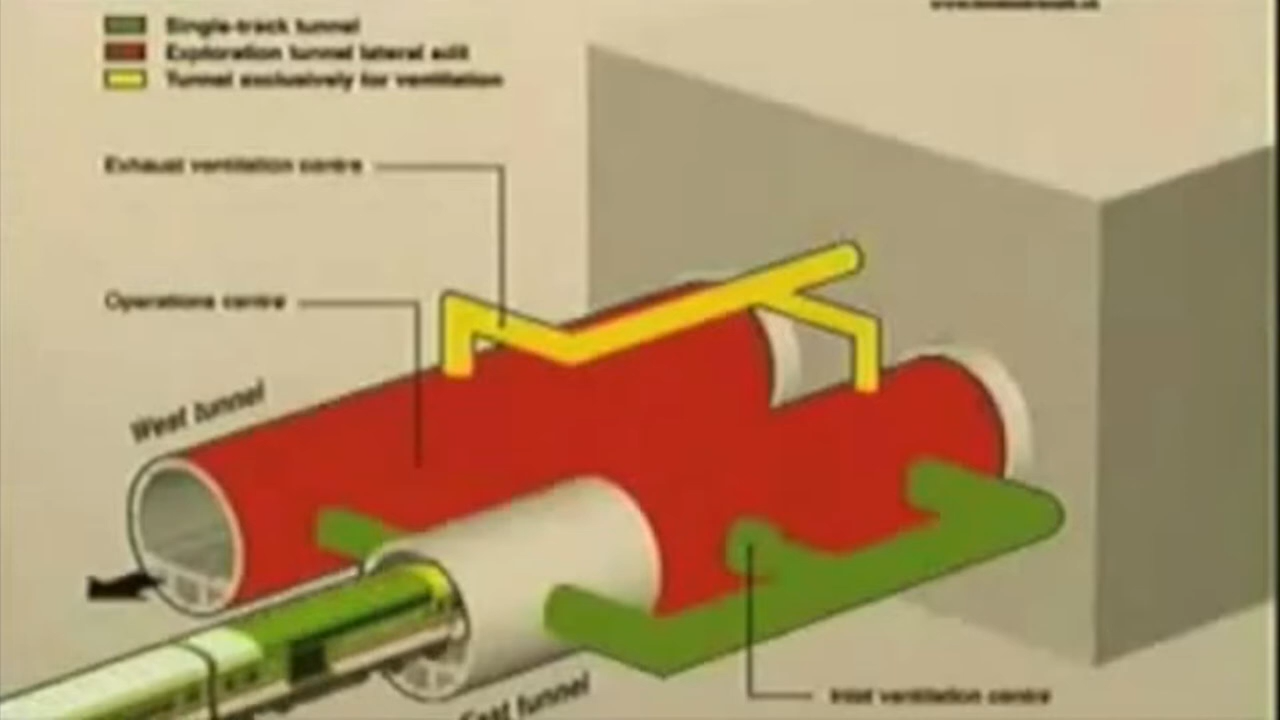 Single-track tunnel
Exploration tunnel lateral adit
Tunnel exclusively for ventilation
Exhaust ventilation centre
Operations centre
West tunnel
East tunnel
Inlet ventilation centre